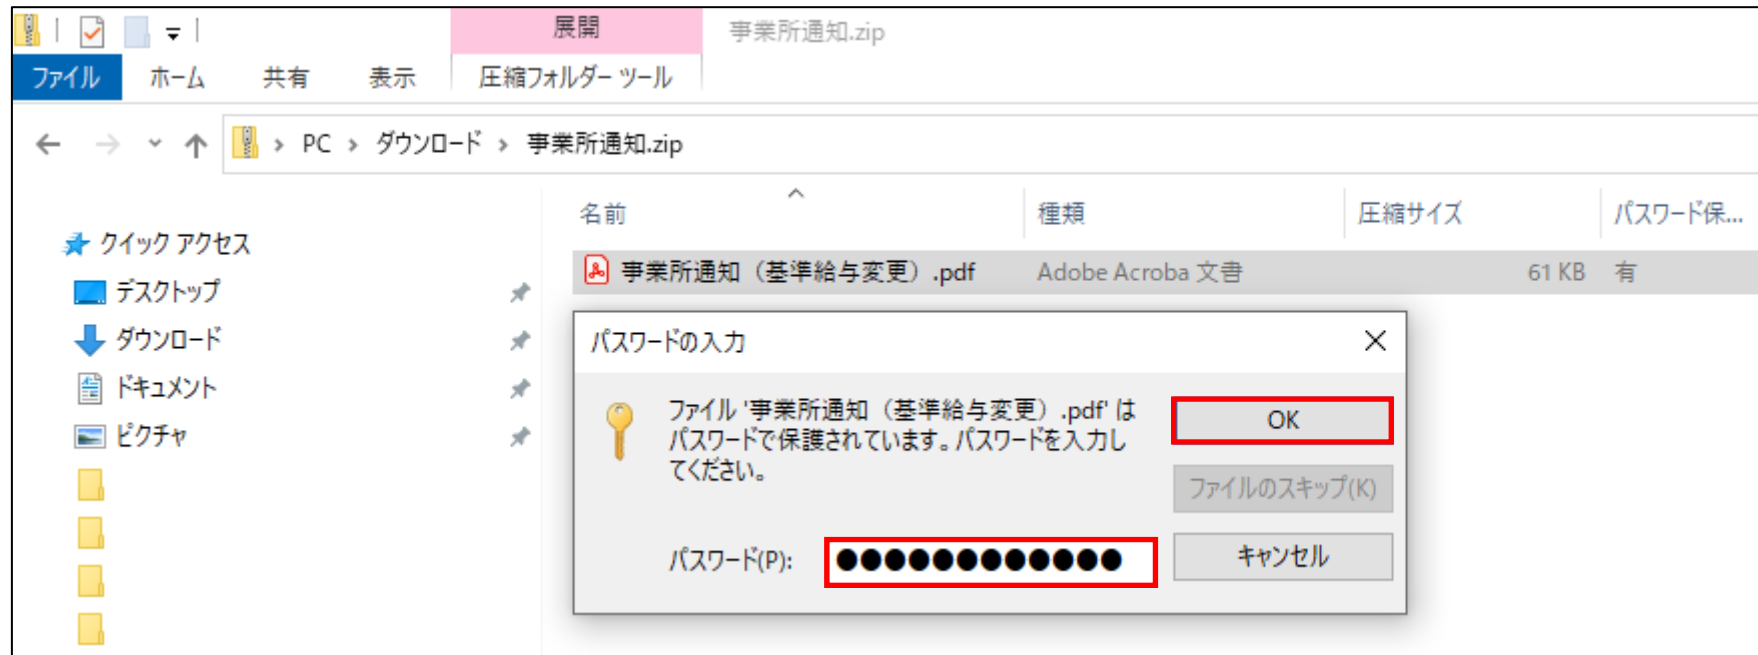 展開
事業所通知.zip
ファイル ホーム 共有 表示 圧縮フォルダー ツール
PC › ダウンロード › 事業所通知.zip
名前 種類 圧縮サイズ パスワード保...
クイック アクセス
事業所通知（基準給与変更）.pdf Adobe Acroba 文書 61 KB 有
デスクトップ
ダウンロード
ドキュメント
ピクチャ
パスワードの入力
ファイル '事業所通知（基準給与変更）.pdf' は
パスワードで保護されています。パスワードを入力し
てください。
OK
ファイルのスキップ(K)
パスワード(P): ●●●●●●●●●●●●
キャンセル